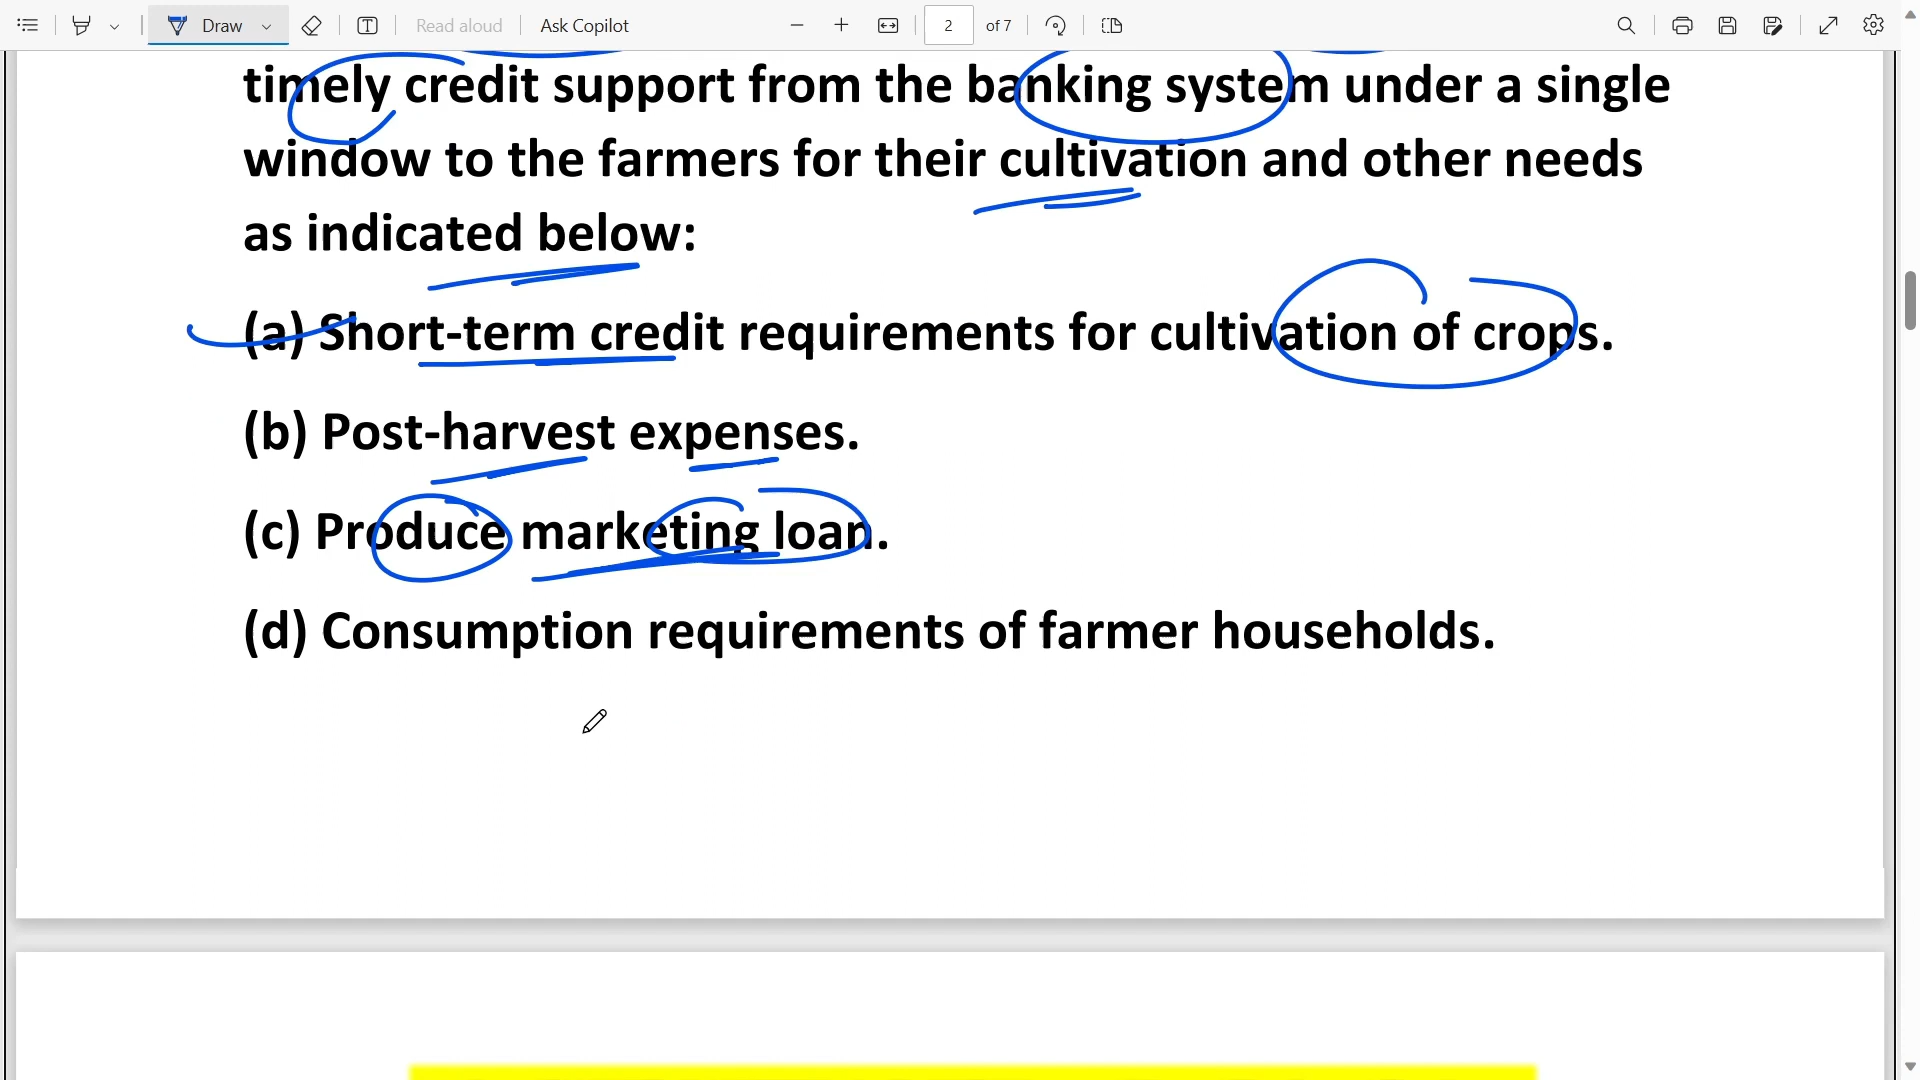 Draw
Read aloud
Ask Copilot
2
of 7
timely credit support from the banking system under a single
window to the farmers for their cultivation and other needs
as indicated below:
(a) Short-term credit requirements for cultivation of crops.
(b) Post-harvest expenses.
(c) Produce marketing loan.
(d) Consumption requirements of farmer households.